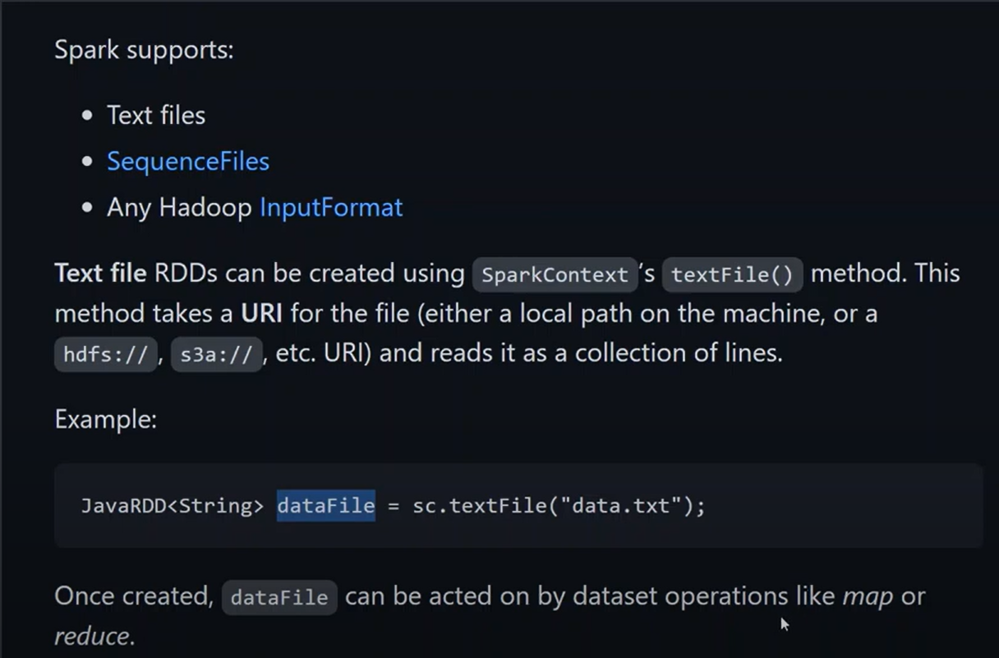 Spark supports:
• Text files
• SequenceFiles
• Any Hadoop InputFormat
Text file RDDs can be created using SparkContext‘s textFile() method. This
method takes a URI for the file (either a local path on the machine, or a
hdfs://, s3a://, etc. URI) and reads it as a collection of lines.
Example:
JavaRDD<String> dataFile = sc.textFile("data.txt");
Once created, dataFile can be acted on by dataset operations like map or
reduce.